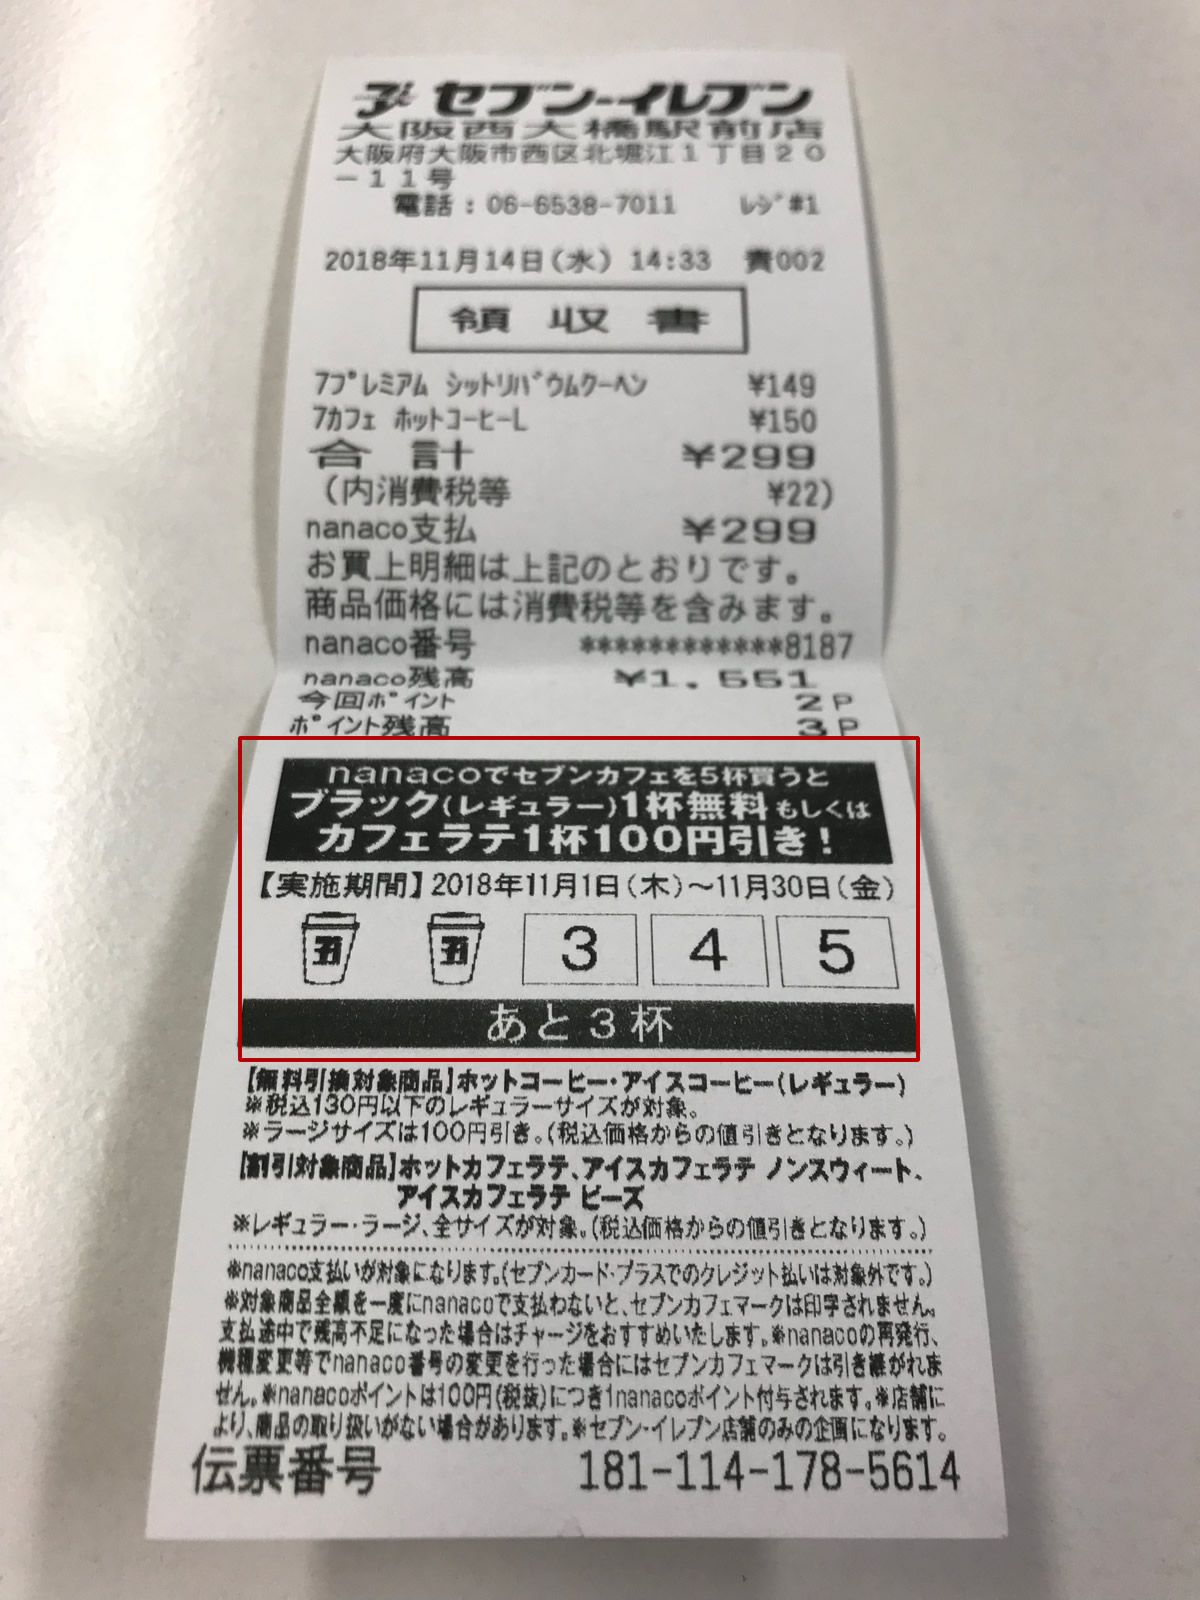 セブン-イレブン
大阪西大橋駅前店
大阪府大阪市西区北堀江1丁目20
-11号
電話：06-6538-7011 レジ#1
2018年11月14日(水) 14:33 責002
領収書
7プレミアム シットリバウムクーヘン ¥149
7カフェ ホットコーヒーL ¥150
合計 ¥299
(内消費税等 ¥22)
nanaco支払 ¥299
お買上明細は上記のとおりです。
商品価格には消費税等を含みます。
nanaco番号 ************8187
nanaco残高 ¥1,551
今回ポイント 2P
ポイント残高 3P
nanacoでセブンカフェを5杯買うと
ブラック(レギュラー)1杯無料もしくは
カフェラテ1杯100円引き!
【実施期間】2018年11月1日(木)～11月30日(金)
3 4 5
あと3杯
【無料引換対象商品】ホットコーヒー・アイスコーヒー(レギュラー)
※税込130円以下のレギュラーサイズが対象。
※ラージサイズは100円引き。(税込価格からの値引きとなります。)
【割引対象商品】ホットカフェラテ、アイスカフェラテ ノンスウィート、
アイスカフェラテ ビーズ
※レギュラー・ラージ、全サイズが対象。(税込価格からの値引きとなります。)
※nanaco支払いが対象になります。(セブンカード・プラスでのクレジット払いは対象外です。)
※対象商品全額を一度にnanacoで支払わないと、セブンカフェマークは印字されません。
支払途中で残高不足になった場合はチャージをおすすめいたします。※nanacoの再発行、
機種変更等でnanaco番号の変更を行った場合にはセブンカフェマークは引き継がれま
せん。※nanacoポイントは100円(税抜)につき1nanacoポイント付与されます。※店舗に
より、商品の取り扱いがない場合があります。※セブン-イレブン店舗のみの企画になります。
伝票番号 181-114-178-5614